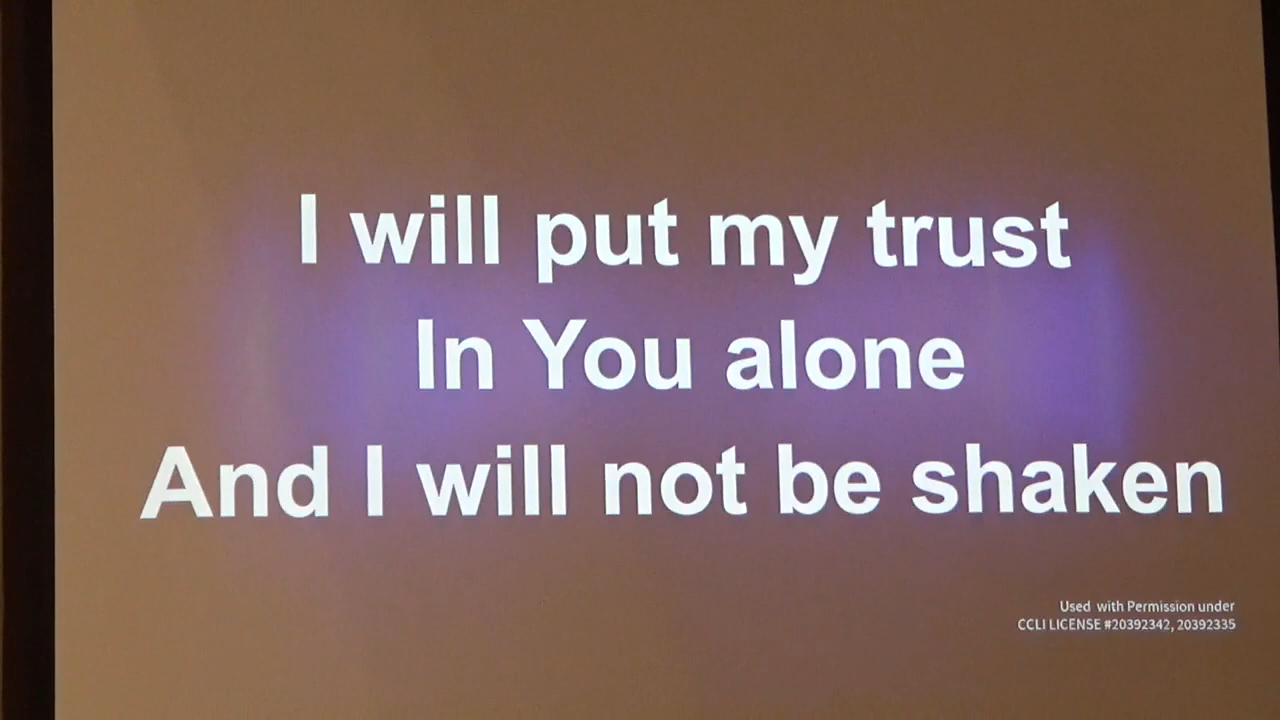 I will put my trust
In You alone
And I will not be shaken
Used with Permission under
CCLI LICENSE #20392342, 20392335